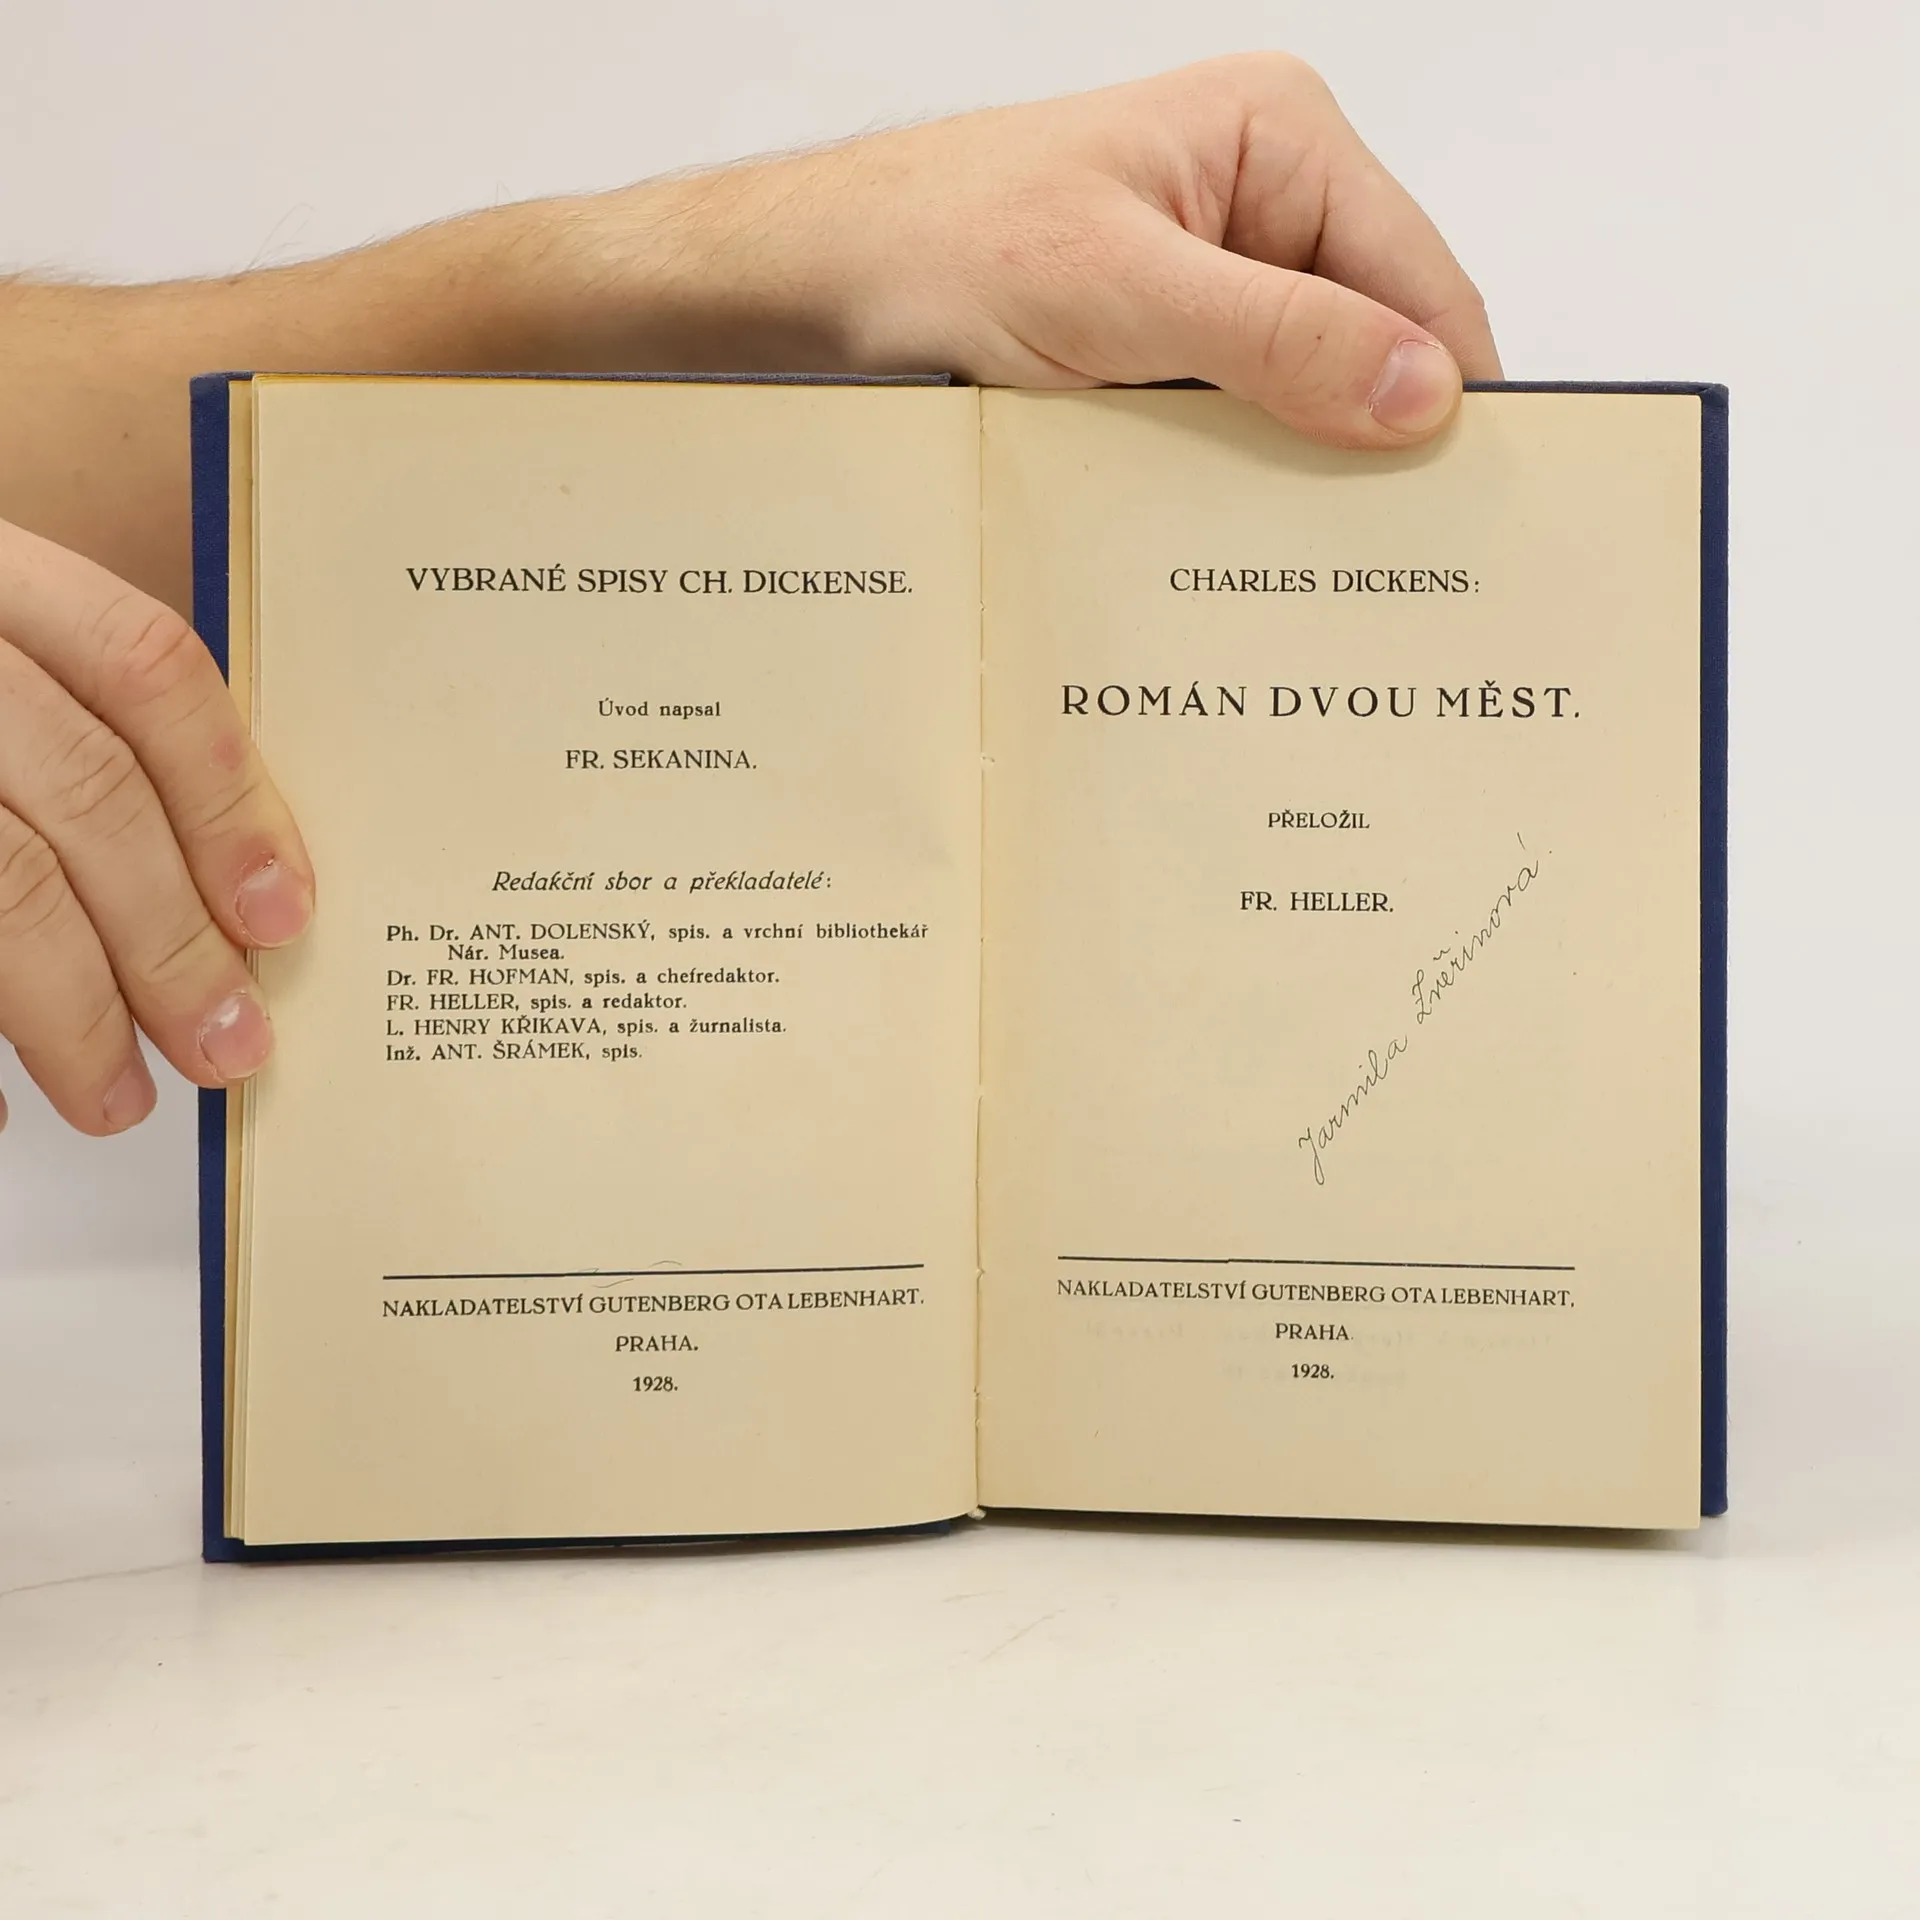 VYBRANÉ SPISY CH. DICKENSE.
Úvod napsal
FR. SEKANINA.
Redakční sbor a překladatelé:
Ph. Dr. ANT. DOLENSKÝ, spis. a vrchní bibliothekář
Nár. Musea.
Dr. FR. HOFMAN, spis. a chefredaktor.
FR. HELLER, spis. a redaktor.
L. HENRY KŘIKAVA, spis. a žurnalista.
Inž. ANT. ŠRÁMEK, spis.
NAKLADATELSTVÍ GUTENBERG OTA LEBENHART.
PRAHA.
1928.
CHARLES DICKENS:
ROMÁN DVOU MĚST.
PŘELOŽIL
FR. HELLER.
Jarmila Zvěřinová.
NAKLADATELSTVÍ GUTENBERG OTA LEBENHART,
PRAHA.
1928.